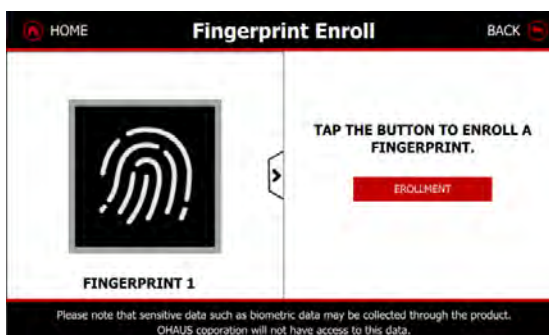 HOME
Fingerprint Enroll
BACK
TAP THE BUTTON TO ENROLL A
FINGERPRINT.
EROLLMENT
FINGERPRINT 1
Please note that sensitive data such as biometric data may be collected through the product.
OHAUS coporation will not have access to this data.